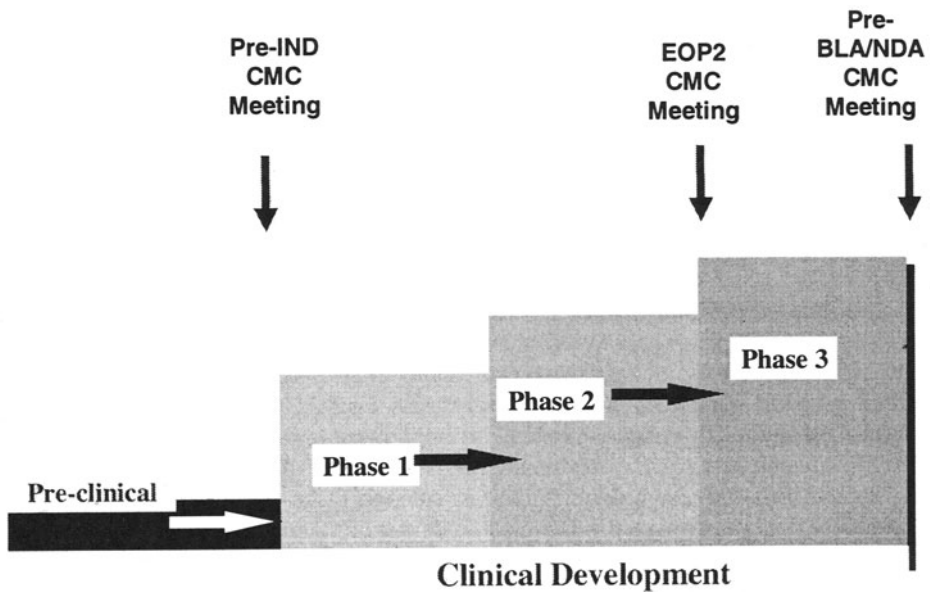 Pre-IND
CMC
Meeting
EOP2
CMC
Meeting
Pre-
BLA/NDA
CMC
Meeting
Pre-clinical
Phase 1
Phase 2
Phase 3
Clinical Development